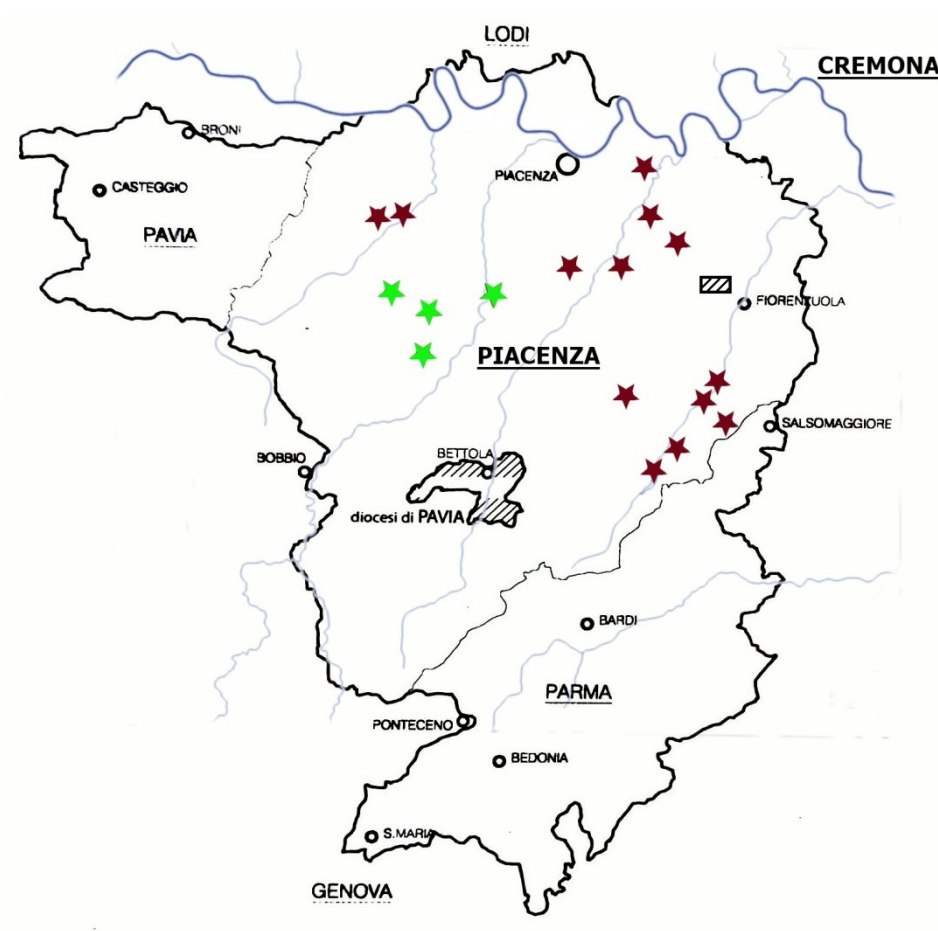 LODI
CREMONA
BRONI
PIACENZA
CASTEGGIO
PAVIA
FIORENZUOLA
PIACENZA
SALSOMAGGIORE
BOBBIO
BETTOLA
diocesi di PAVIA
BARDI
PARMA
PONTECENO
BEDONIA
S.MARIA
GENOVA